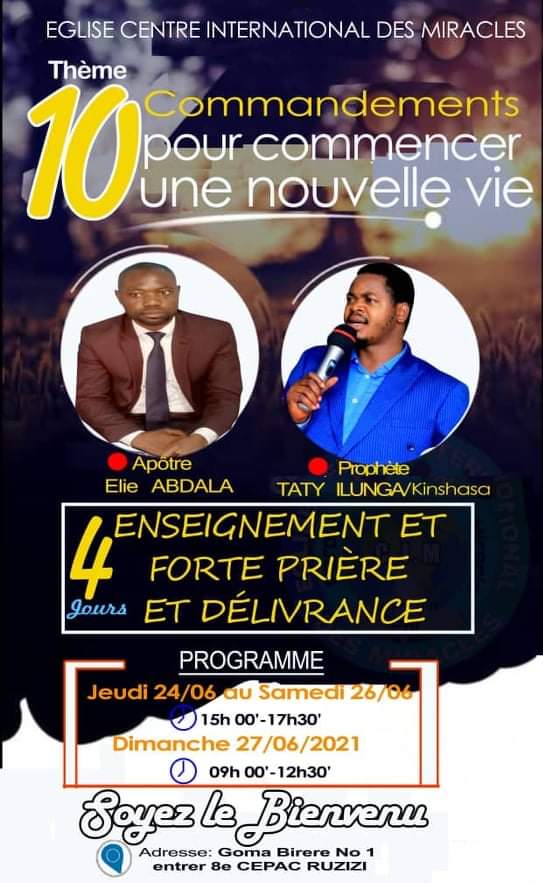 EGLISE CENTRE INTERNATIONAL DES MIRACLES
Thème
10 Commandements
pour commencer
une nouvelle vie
Apôtre
Elie ABDALA
Prophète
TATY ILUNGA/Kinshasa
4 Jours
ENSEIGNEMENT ET
FORTE PRIÈRE
ET DÉLIVRANCE
PROGRAMME
Jeudi 24/06 au Samedi 26/06
15h 00'-17h30'
Dimanche 27/06/2021
09h 00'-12h30'
Soyez le Bienvenu
Adresse: Goma Birere No 1
entrer 8e CEPAC RUZIZI